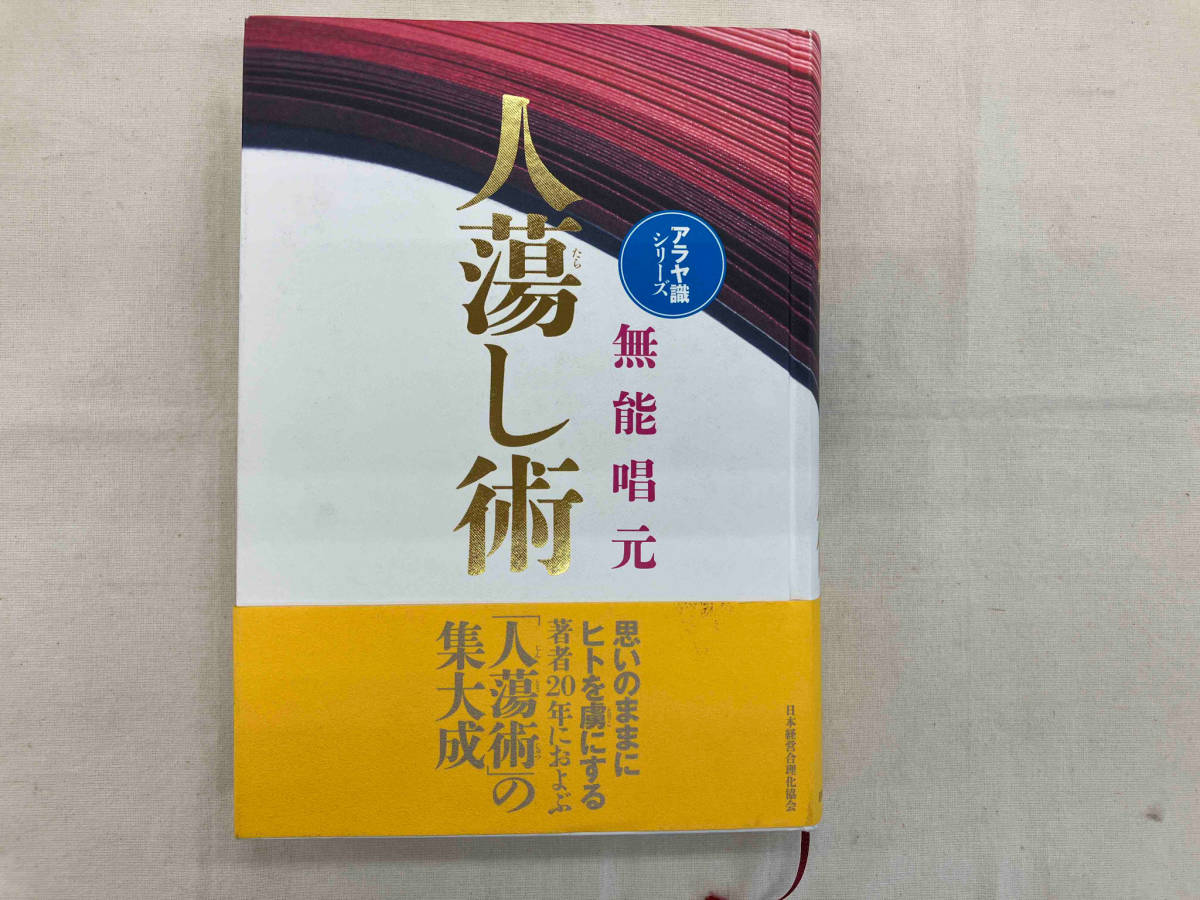 人蕩し術
たら
アラヤ識
シリーズ
無能唱元
思いのままに
ヒトを虜にする
著者20年におよぶ
「人蕩術」の
集大成
日本経営合理化協会